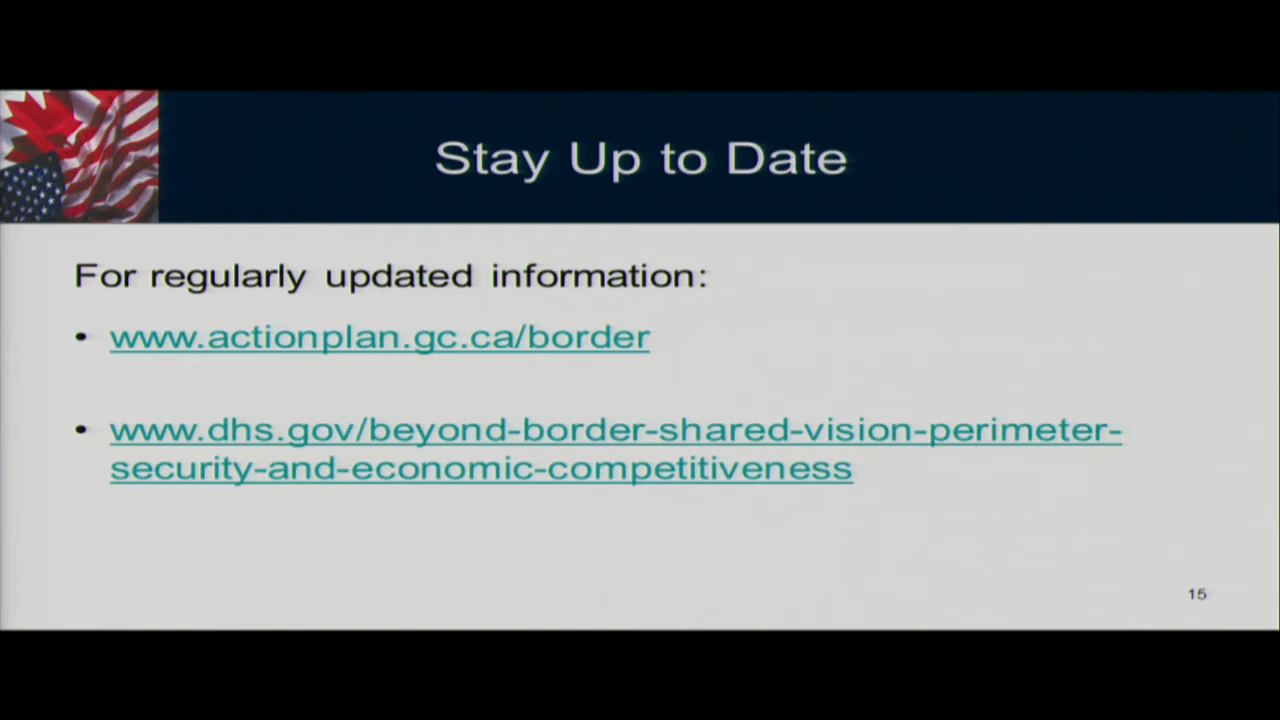 Stay Up to Date
For regularly updated information:
• www.actionplan.gc.ca/border
• www.dhs.gov/beyond-border-shared-vision-perimeter-
security-and-economic-competitiveness
15